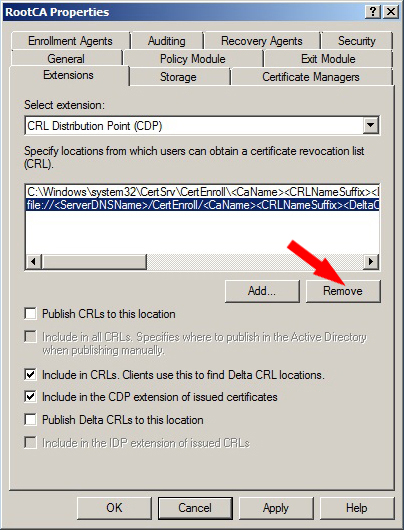 RootCA Properties
Enrollment Agents Auditing Recovery Agents Security
General Policy Module Exit Module
Extensions Storage Certificate Managers
Select extension:
CRL Distribution Point (CDP)
Specify locations from which users can obtain a certificate revocation list
(CRL).
C:\Windows\system32\CertSrv\CertEnroll\<CaName><CRLNameSuffix><
file://<ServerDNSName>/CertEnroll/<CaName><CRLNameSuffix><DeltaC
Add... Remove
Publish CRLs to this location
Include in all CRLs. Specifies where to publish in the Active Directory
when publishing manually.
Include in CRLs. Clients use this to find Delta CRL locations.
Include in the CDP extension of issued certificates
Publish Delta CRLs to this location
Include in the IDP extension of issued CRLs
OK Cancel Apply Help